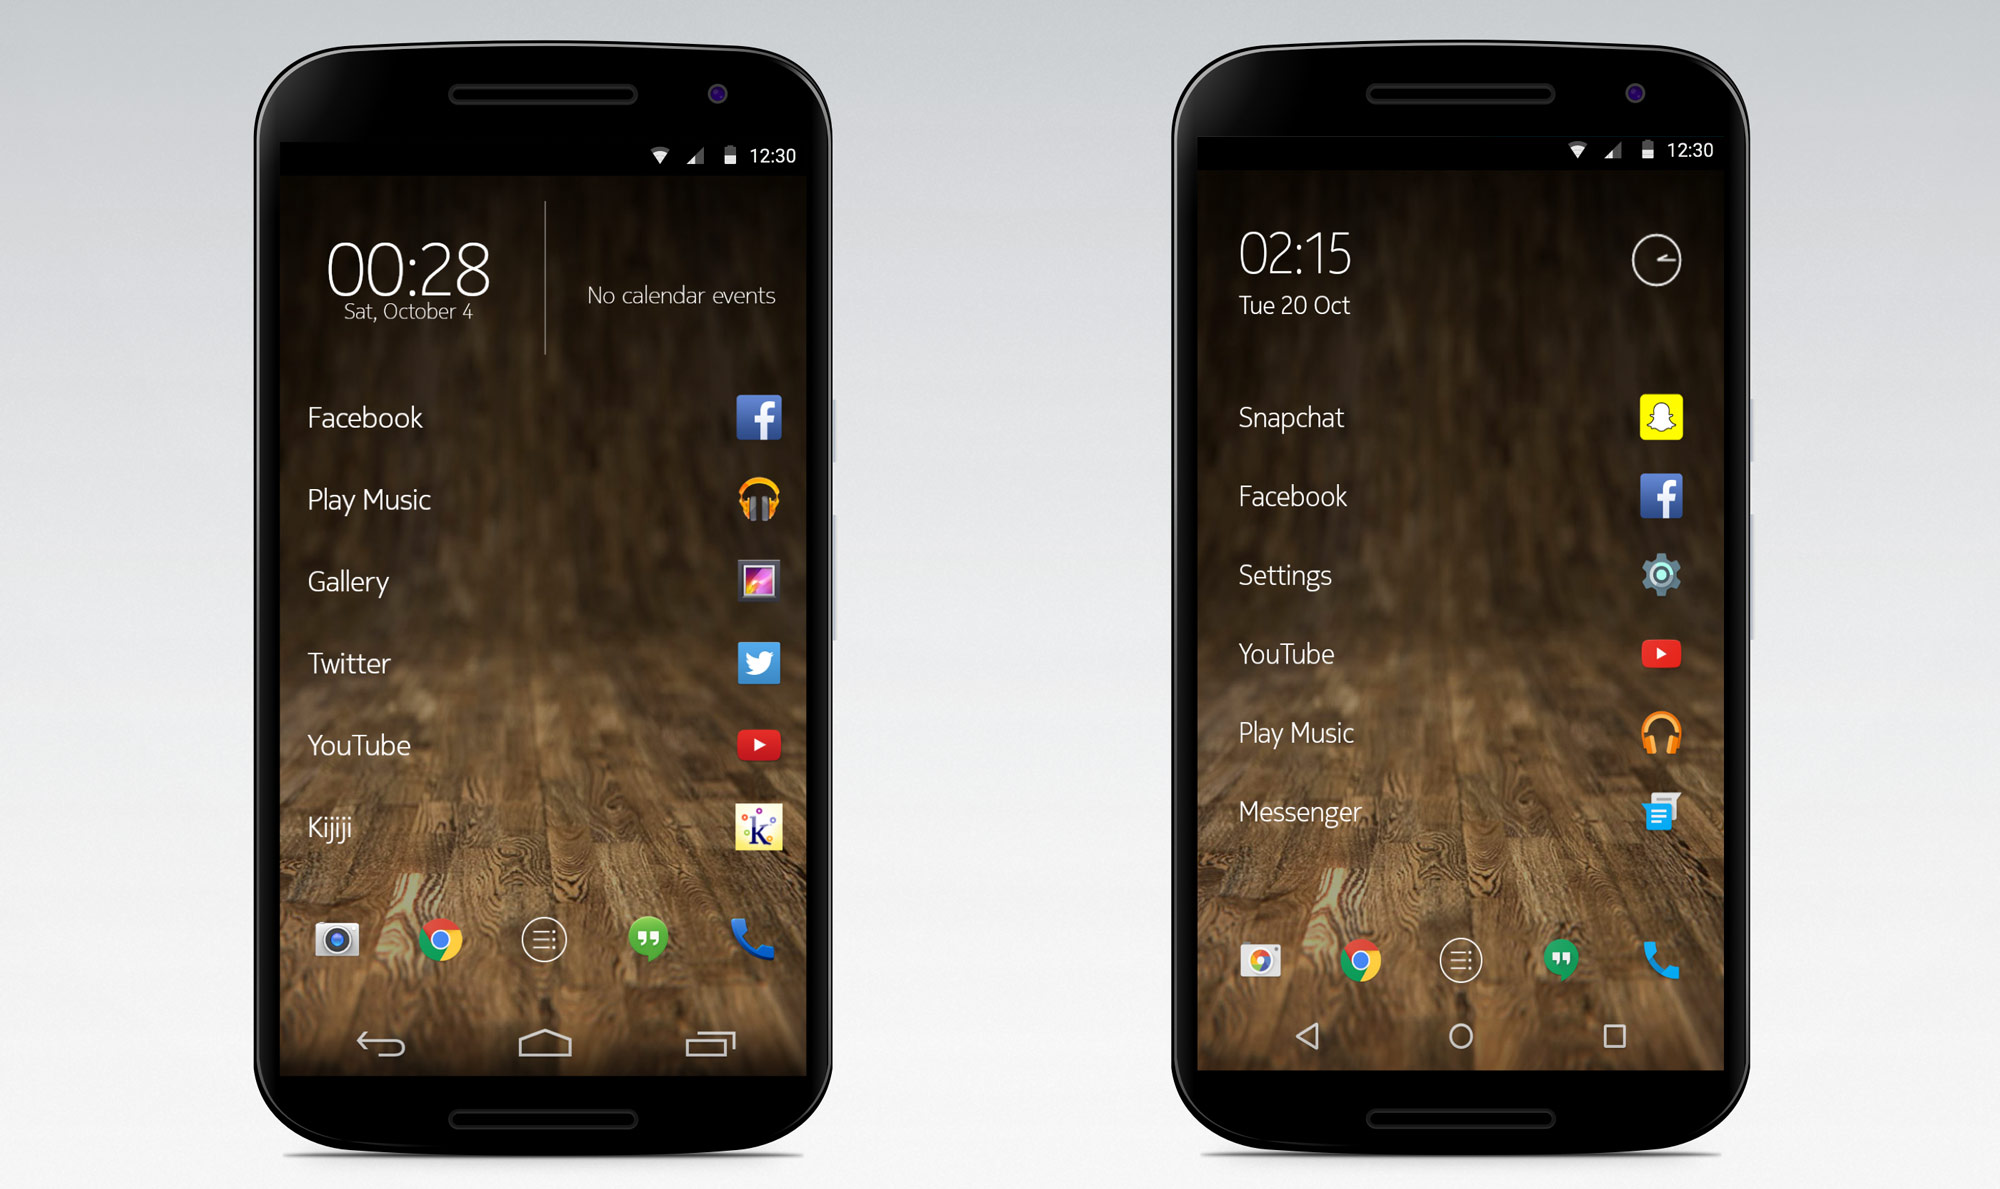 12:30
00:28
Sat, October 4
No calendar events
Facebook
Play Music
Gallery
Twitter
YouTube
Kijiji
k
12:30
02:15
Tue 20 Oct
Snapchat
Facebook
Settings
YouTube
Play Music
Messenger